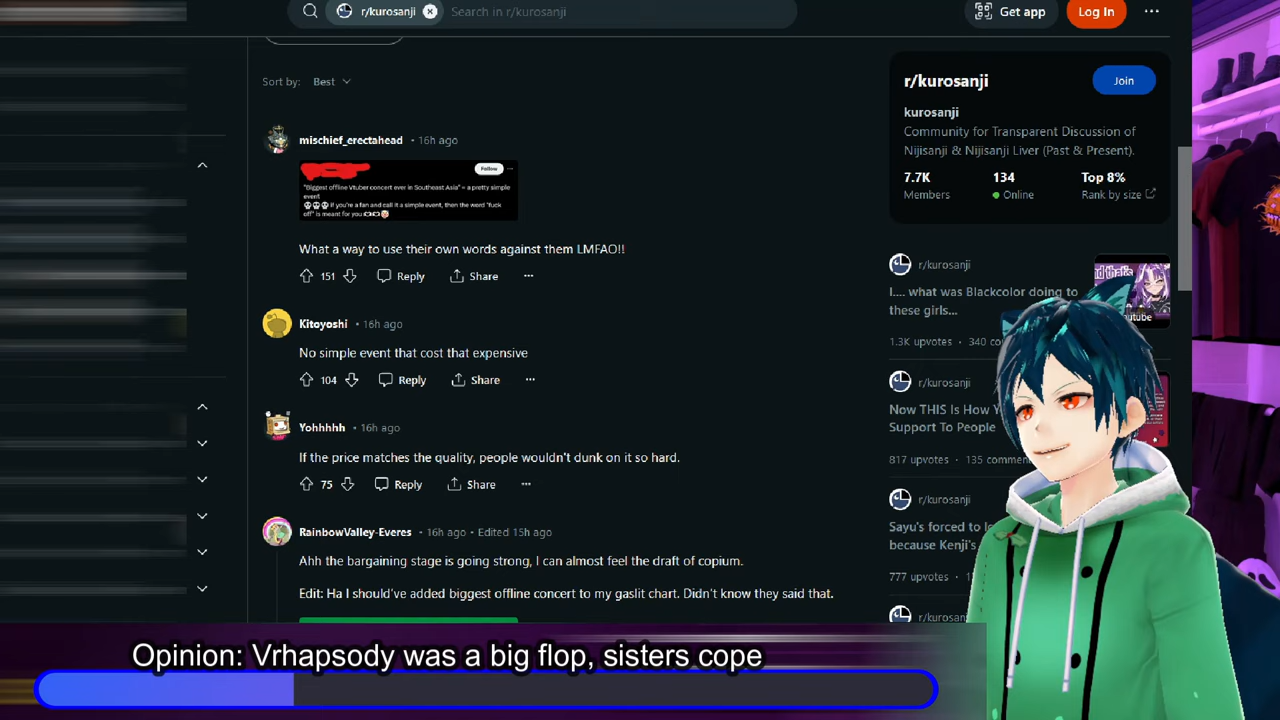 r/kurosanji
Search in r/kurosanji
Get app
Log In
Sort by: Best
mischief_erectahead • 16h ago
Follow
"Biggest offline Vtuber concert ever in Southeast Asia" = a pretty simple
event
💀💀💀 If you're a fan and call it a simple event, then the word "fuck
off" is meant for you
What a way to use their own words against them LMFAO!!
151 Reply Share
Kitoyoshi • 16h ago
No simple event that cost that expensive
104 Reply Share
Yohhhhh • 16h ago
If the price matches the quality, people wouldn't dunk on it so hard.
75 Reply Share
RainbowValley-Everes • 16h ago • Edited 15h ago
Ahh the bargaining stage is going strong, I can almost feel the draft of copium.
Edit: Ha I should've added biggest offline concert to my gaslit chart. Didn't know they said that.
r/kurosanji
Join
kurosanji
Community for Transparent Discussion of
Nijisanji & Nijisanji Liver (Past & Present).
7.7K 134 Top 8%
Members Online Rank by size
r/kurosanji
I.... what was Blackcolor doing to
these girls...
1.3K upvotes • 340
r/kurosanji
Now THIS Is How
Support To People
817 upvotes • 135
r/kurosanji
Sayu's forced to
because Kenji's
777 upvotes
r/kurosanji
Opinion: Vrhapsody was a big flop, sisters cope